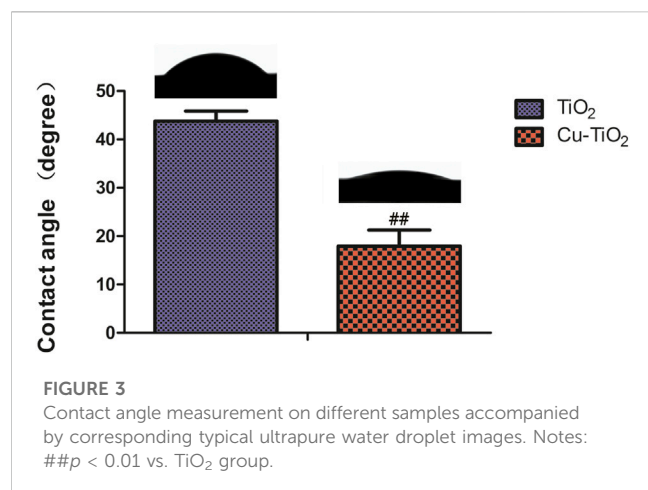 50
40
30
20
10
0
Contact angle （degree）
##
TiO₂
Cu-TiO₂
FIGURE 3
Contact angle measurement on different samples accompanied
by corresponding typical ultrapure water droplet images. Notes:
##p < 0.01 vs. TiO₂ group.